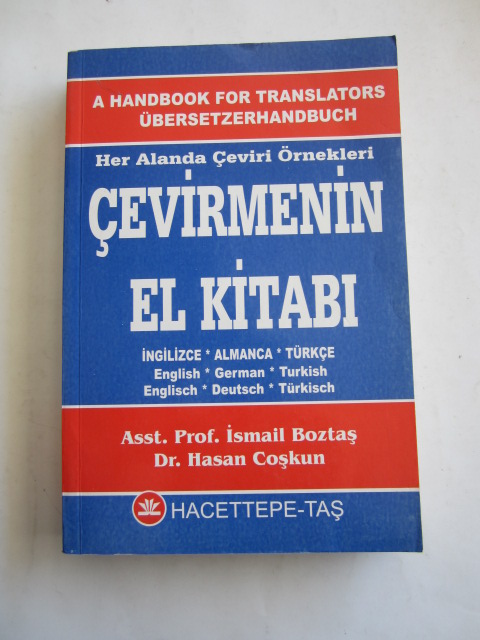 A HANDBOOK FOR TRANSLATORS
ÜBERSETZERHANDBUCH
Her Alanda Çeviri Örnekleri
ÇEVİRMENİN
EL KİTABI
İNGİLİZCE * ALMANCA * TÜRKÇE
English * German * Turkish
Englisch * Deutsch * Türkisch
Asst. Prof. İsmail Boztaş
Dr. Hasan Coşkun
HACETTEPE-TAŞ